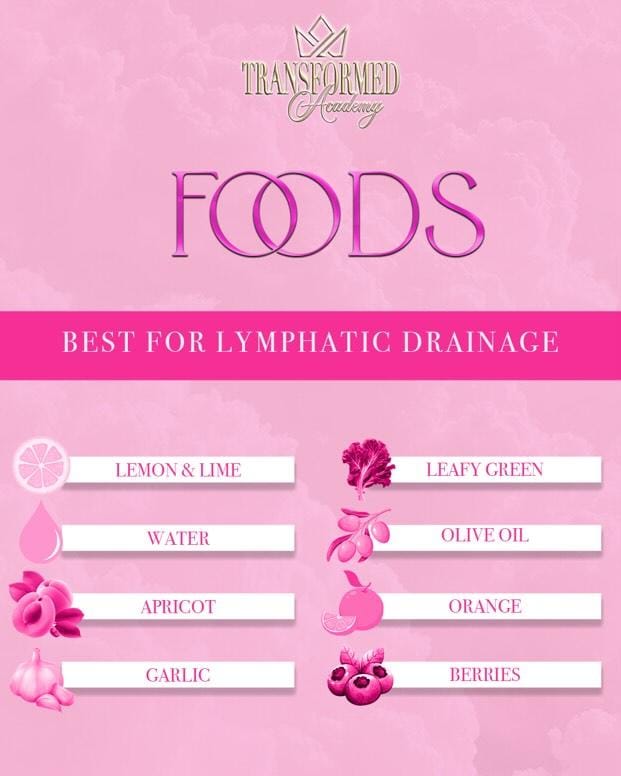 TRANSFORMED
Academy
FOODS
BEST FOR LYMPHATIC DRAINAGE
LEMON & LIME
WATER
APRICOT
GARLIC
LEAFY GREEN
OLIVE OIL
ORANGE
BERRIES